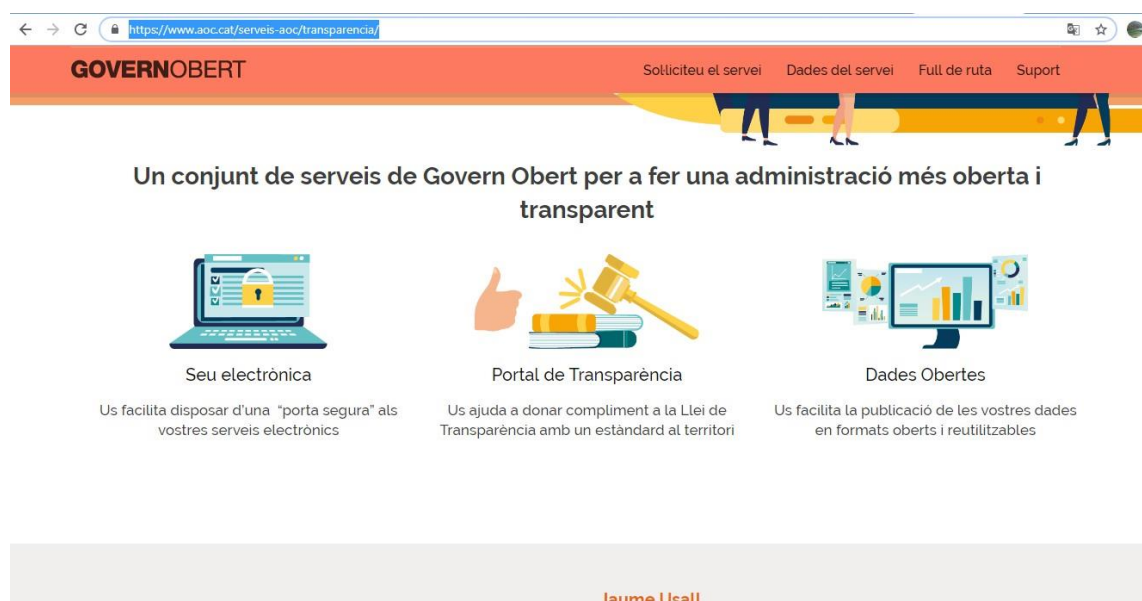 https://www.aoc.cat/serveis-aoc/transparencia/
GOVERNOBERT
Sol·liciteu el servei
Dades del servei
Full de ruta
Suport
Un conjunt de serveis de Govern Obert per a fer una administració més oberta i
transparent
Seu electrònica
Us facilita disposar d'una “porta segura” als
vostres serveis electrònics
Portal de Transparència
Us ajuda a donar compliment a la Llei de
Transparència amb un estàndard al territori
Dades Obertes
Us facilita la publicació de les vostres dades
en formats oberts i reutilitzables
Jaume Usall